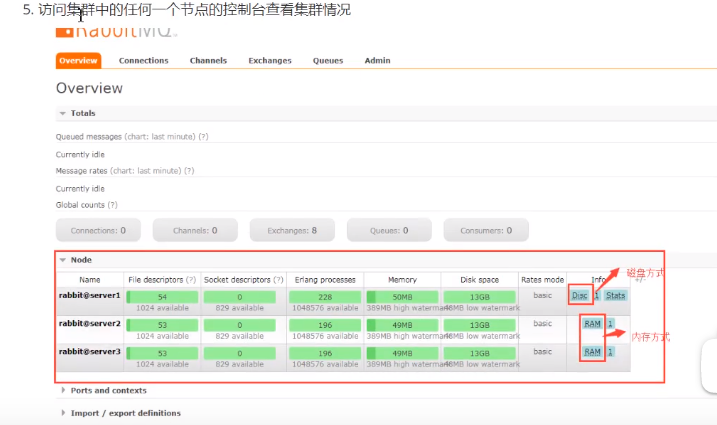 5. 访问集群中的任何一个节点的控制台查看集群情况
RabbitMQ
Overview Connections Channels Exchanges Queues Admin
Overview
Totals
Queued messages (chart: last minute) (?)
Currently idle
Message rates (chart: last minute) (?)
Currently idle
Global counts (?)
Connections: 0 Channels: 0 Exchanges: 8 Queues: 0 Consumers: 0
Node
Name File descriptors (?) Socket descriptors (?) Erlang processes Memory Disk space Rates mode Info +/-
磁盘方式
rabbit@server1 54 0 228 50MB 13GB basic Disc 1 Stats
1024 available 829 available 1048576 available 389MB high watermark 48MB low watermark
rabbit@server2 53 0 196 49MB 13GB basic RAM 1
1024 available 829 available 1048576 available 389MB high watermark 48MB low watermark
内存方式
rabbit@server3 53 0 196 49MB 13GB basic RAM 1
1024 available 829 available 1048576 available 389MB high watermark 48MB low watermark
Ports and contexts
Import / export definitions